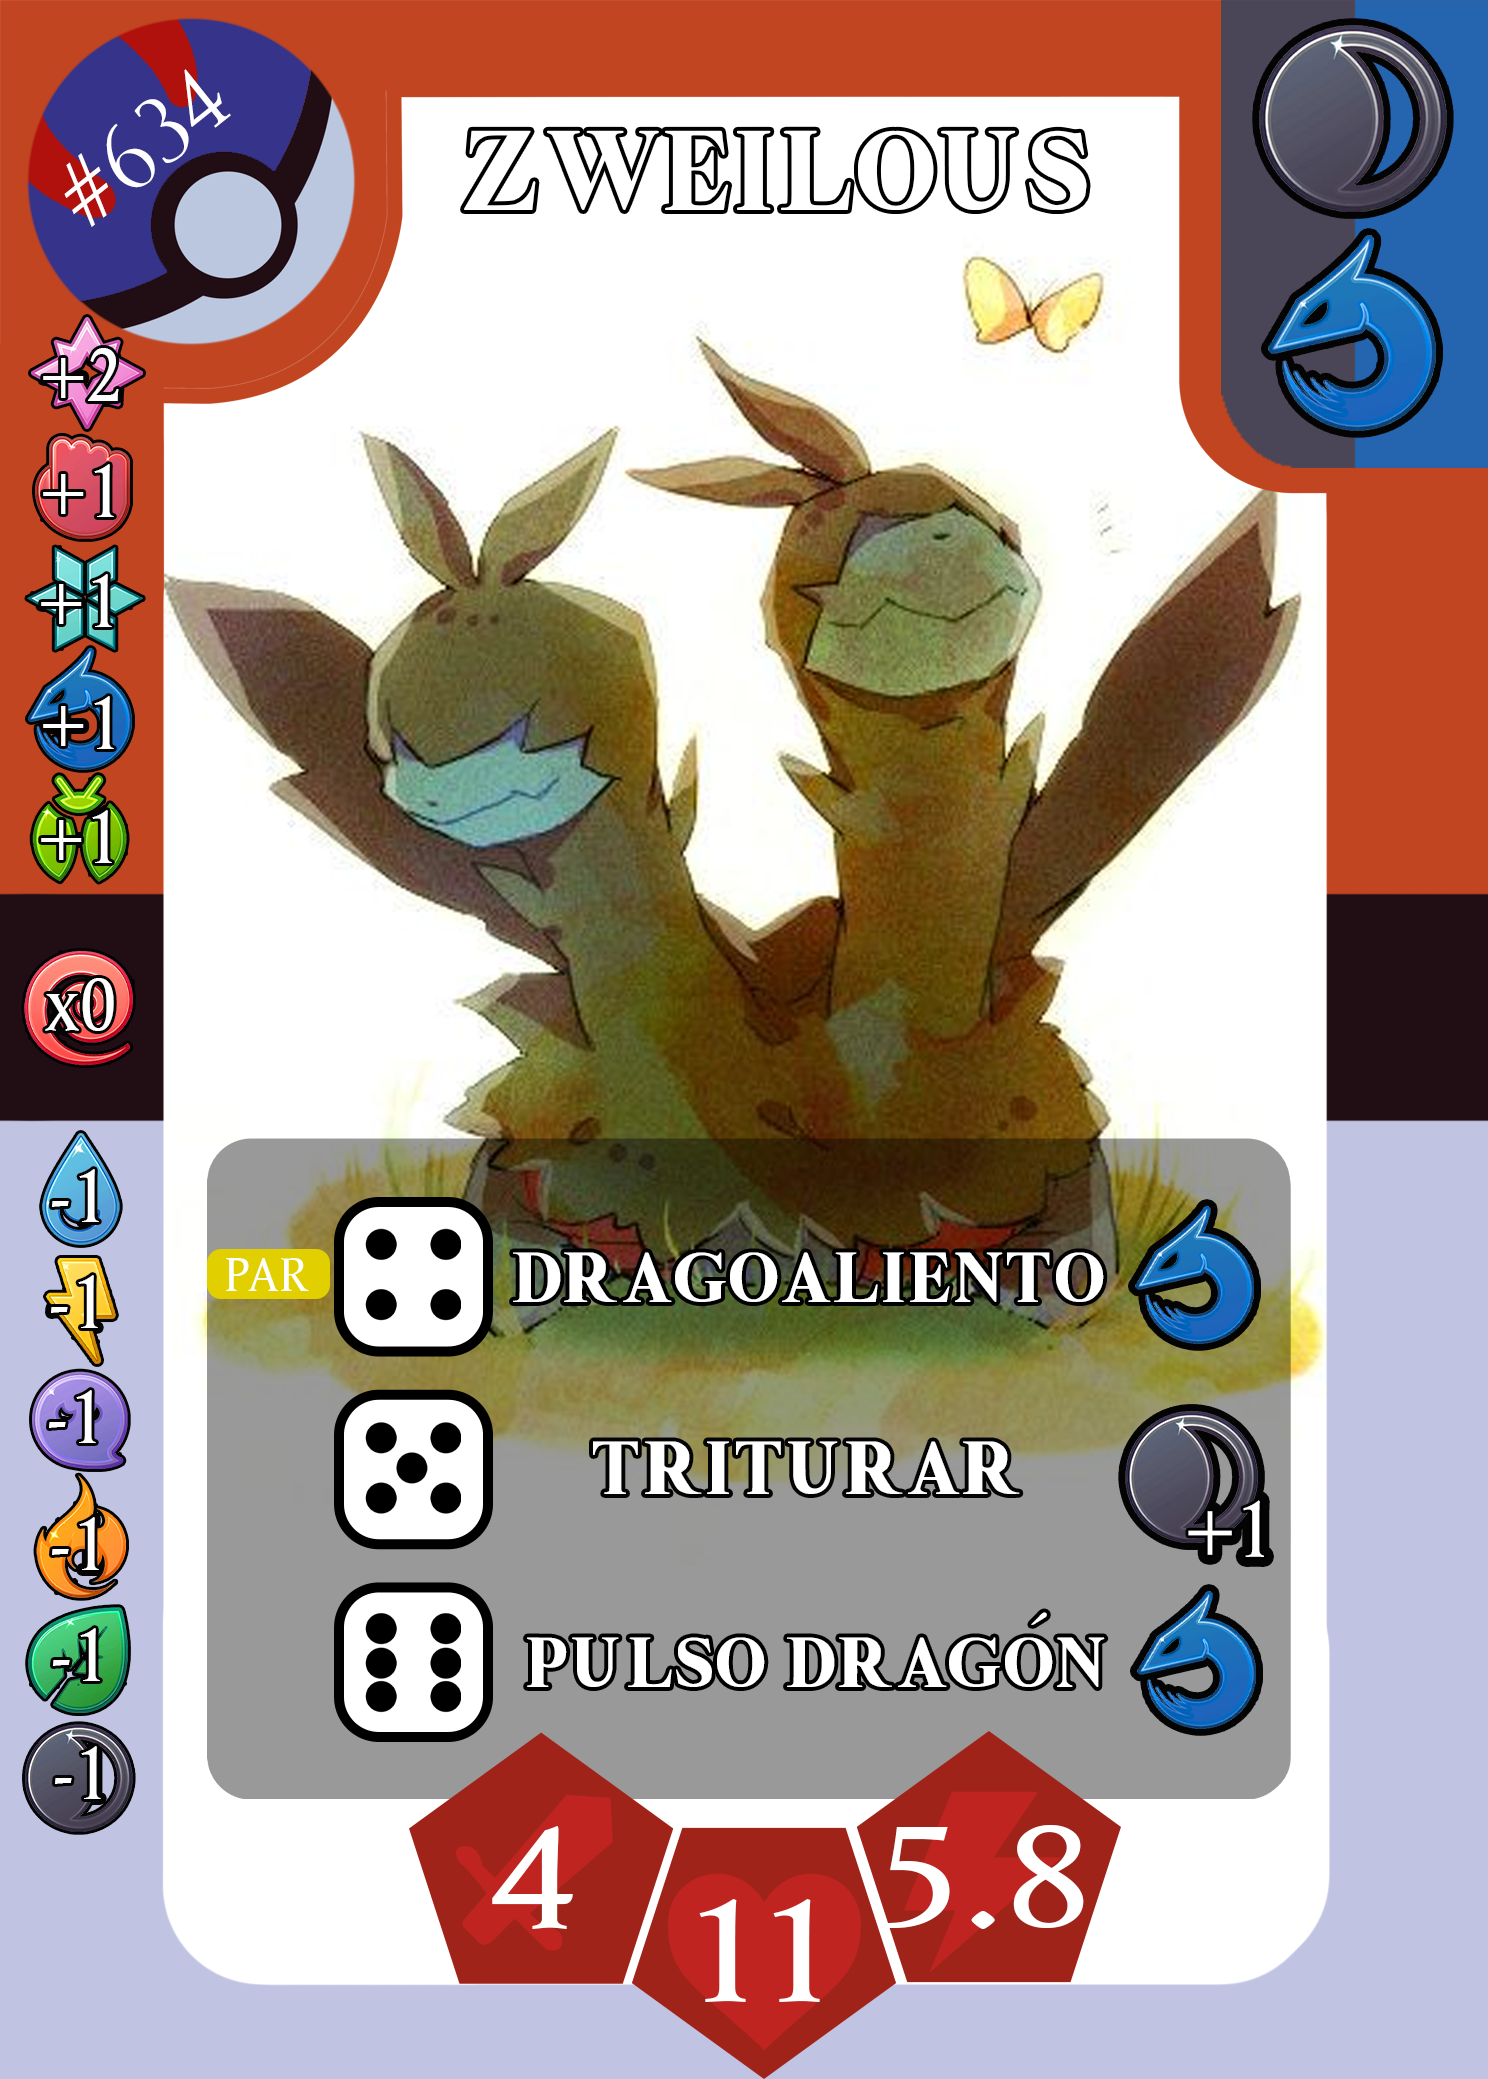 #634
ZWEILOUS
+2
+1
+1
+1
+1
x0
-1
-1
-1
-1
-1
-1
PAR
DRAGOALIENTO
TRITURAR
+1
PULSO DRAGÓN
4
11
5.8